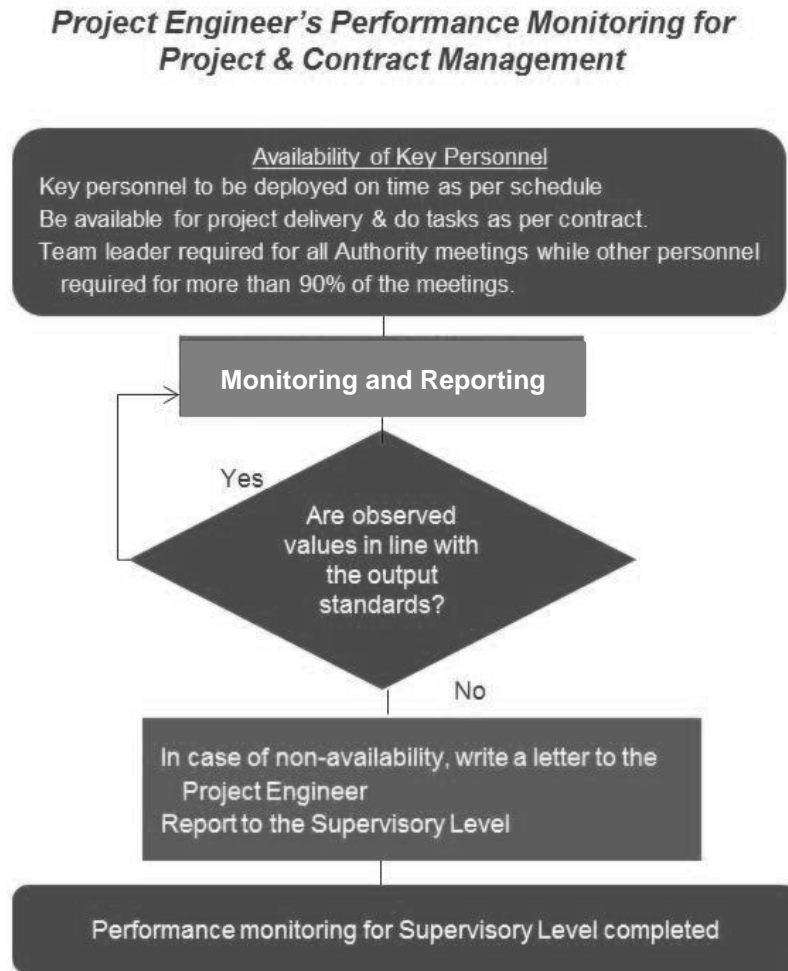 Project Engineer’s Performance Monitoring for
Project & Contract Management
Availability of Key Personnel
Key personnel to be deployed on time as per schedule
Be available for project delivery & do tasks as per contract.
Team leader required for all Authority meetings while other personnel
required for more than 90% of the meetings.
Monitoring and Reporting
Yes
Are observed
values in line with
the output
standards?
No
In case of non-availability, write a letter to the
Project Engineer
Report to the Supervisory Level
Performance monitoring for Supervisory Level completed